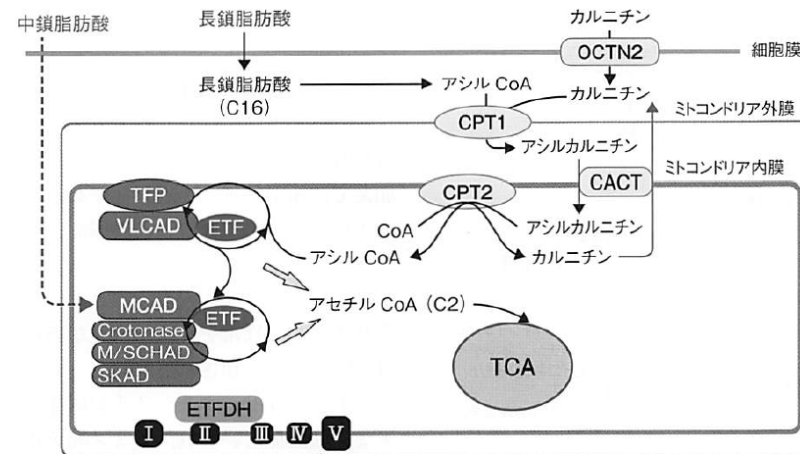 中鎖脂肪酸
長鎖脂肪酸
カルニチン
OCTN2
細胞膜
長鎖脂肪酸
(C16)
アシル CoA
カルニチン
CPT1
ミトコンドリア外膜
アシルカルニチン
ミトコンドリア内膜
TFP
CPT2
CACT
VLCAD
ETF
CoA
アシルカルニチン
アシル CoA
カルニチン
MCAD
ETF
アセチル CoA (C2)
Crotonase
M/SCHAD
SKAD
TCA
ETFDH
Ⅰ
Ⅱ
Ⅲ
Ⅳ
Ⅴ